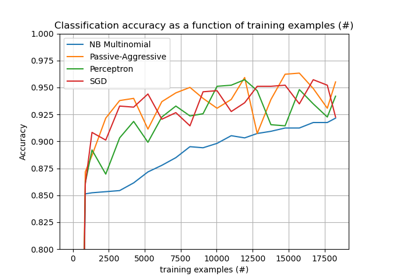 Classification accuracy as a function of training examples (#)
1.000
0.975
0.950
0.925
0.900
0.875
0.850
0.825
0.800
Accuracy
NB Multinomial
Passive-Aggressive
Perceptron
SGD
0 2500 5000 7500 10000 12500 15000 17500
training examples (#)